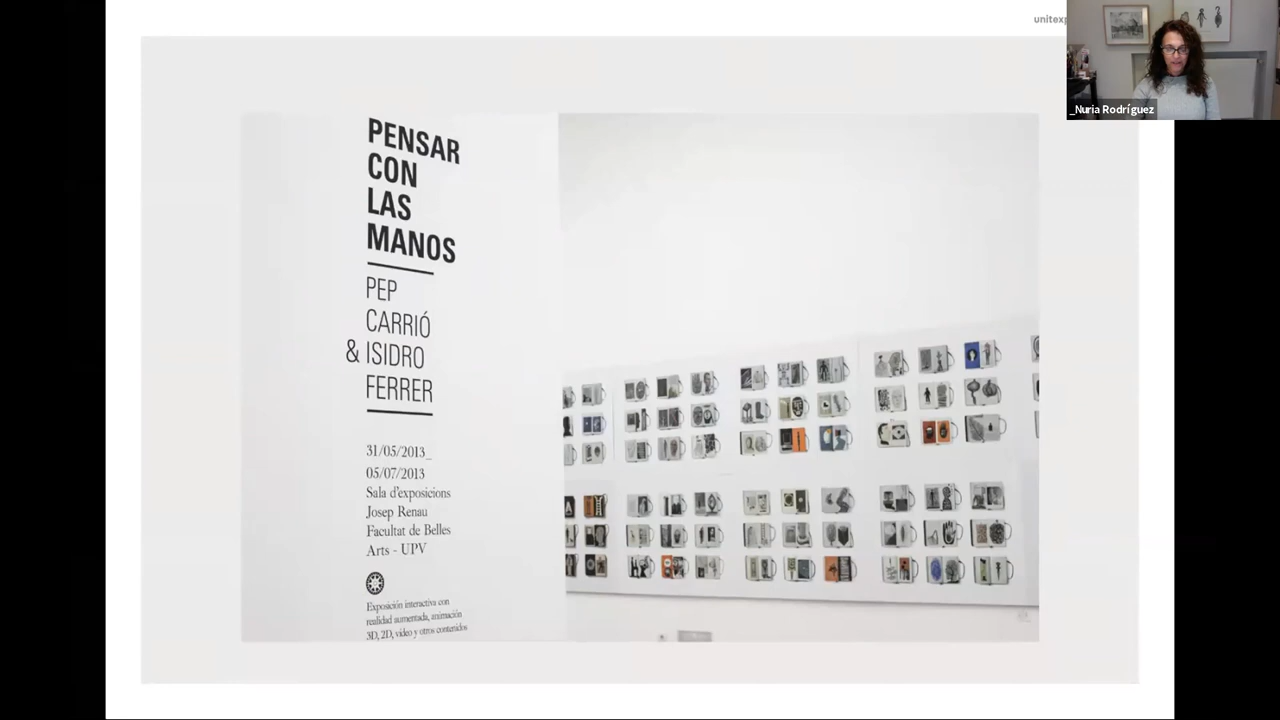 PENSAR
CON
LAS
MANOS
PEP
CARRIÓ
& ISIDRO
FERRER
31/05/2013_
05/07/2013
Sala d'exposicions
Josep Renau
Facultat de Belles
Arts - UPV
Exposición interactiva con
realidad aumentada, animación
3D, 2D, vídeo y otros contenidos
_Nuria Rodríguez